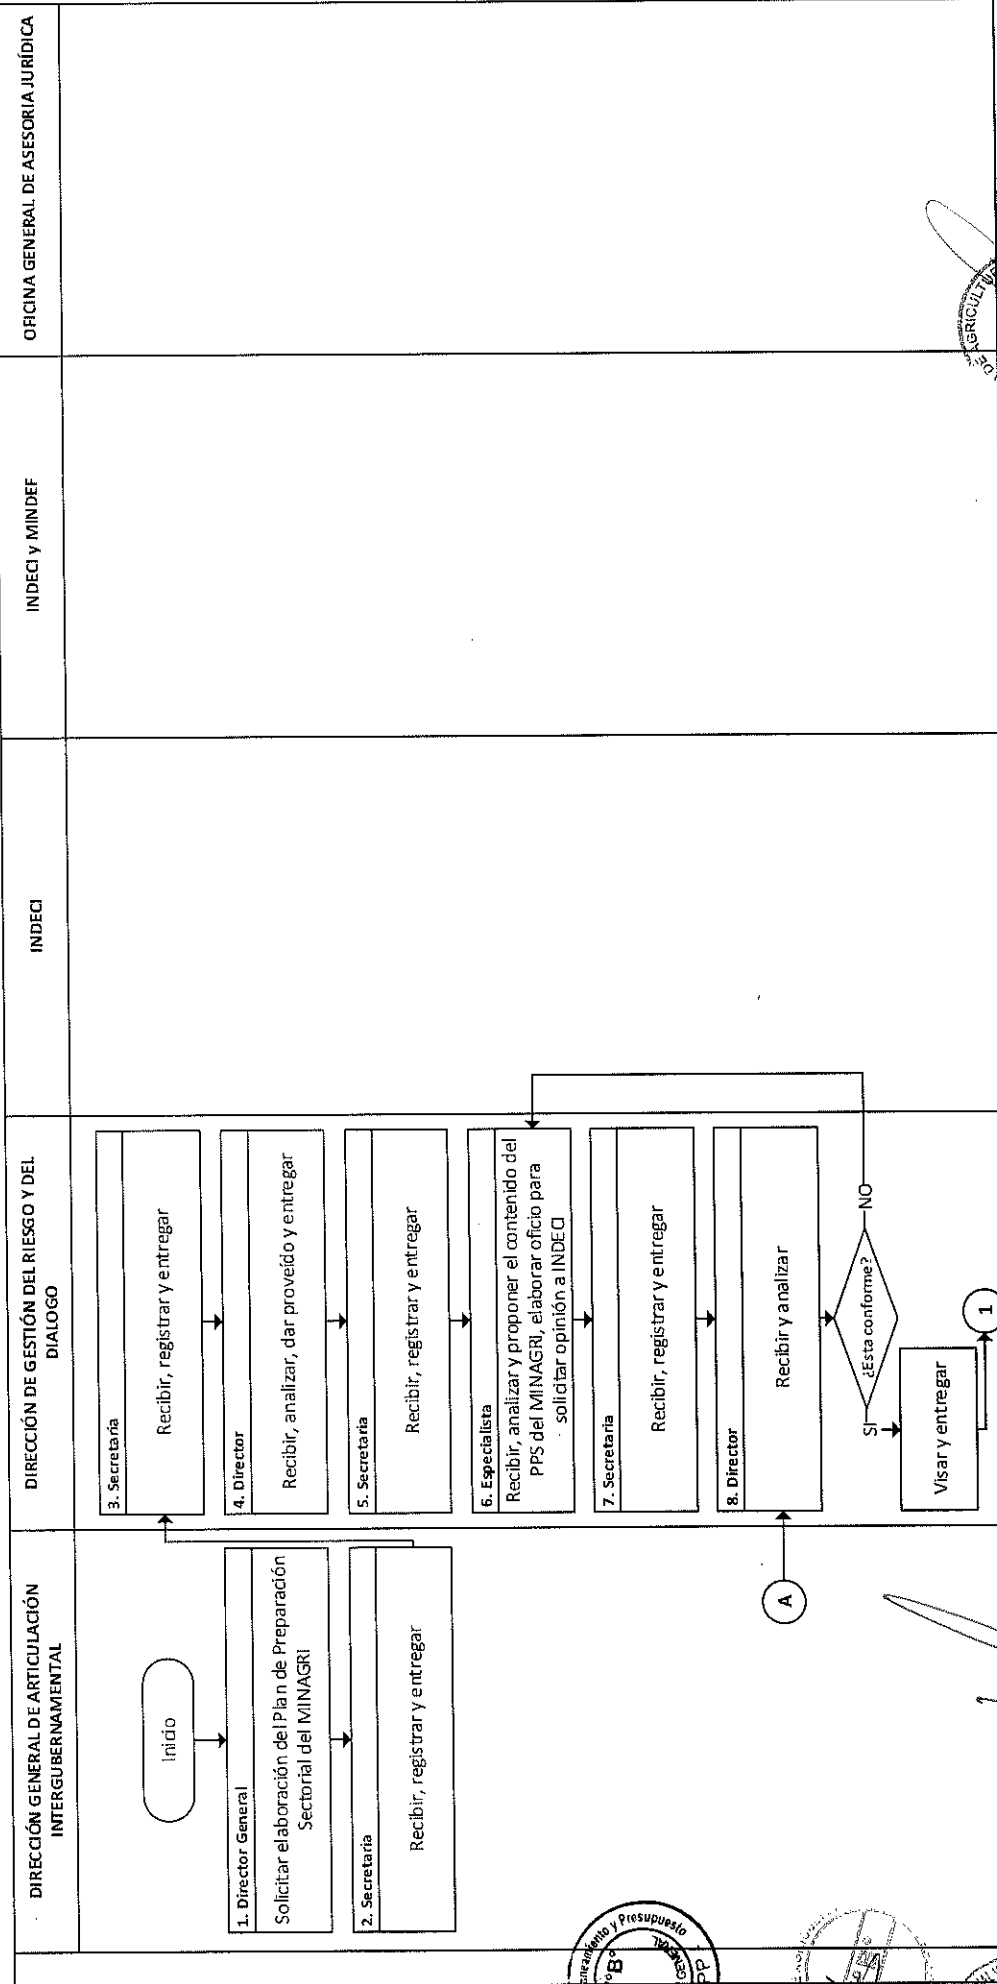 DIRECCIÓN GENERAL DE ARTICULACIÓN
INTERGUBERNAMENTAL
DIRECCIÓN DE GESTIÓN DEL RIESGO Y DEL
DIALOGO
INDECI
INDECI y MINDEF
OFICINA GENERAL DE ASESORIA JURÍDICA
Inicio
1. Director General
Solicitar elaboración del Plan de Preparación
Sectorial del MINAGRI
2. Secretaria
Recibir, registrar y entregar
3. Secretaria
Recibir, registrar y entregar
4. Director
Recibir, analizar, dar proveído y entregar
5. Secretaria
Recibir, registrar y entregar
6. Especialista
Recibir, analizar y proponer el contenido del
PPS del MINAGRI, elaborar oficio para
solicitar opinión a INDECI
7. Secretaria
Recibir, registrar y entregar
A
8. Director
Recibir y analizar
¿Esta conforme?
SI
NO
Visar y entregar
1
y Presupuesto
GENERAL
DE AGRICULTU